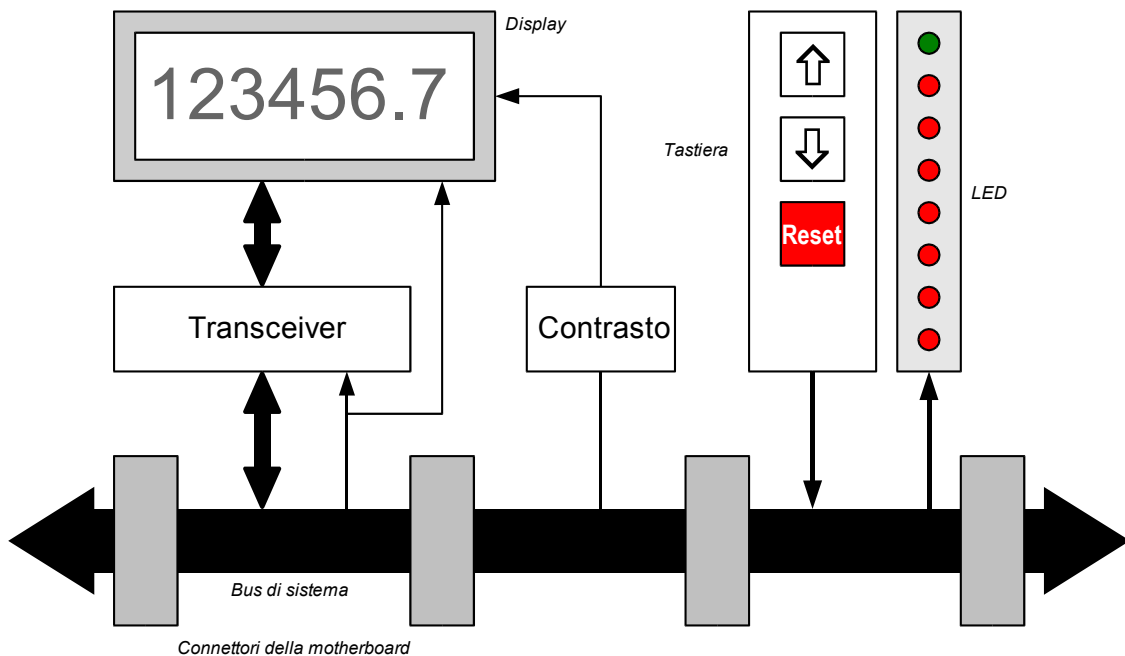 Display
123456.7
Tastiera
LED
Reset
Transceiver
Contrasto
Bus di sistema
Connettori della motherboard